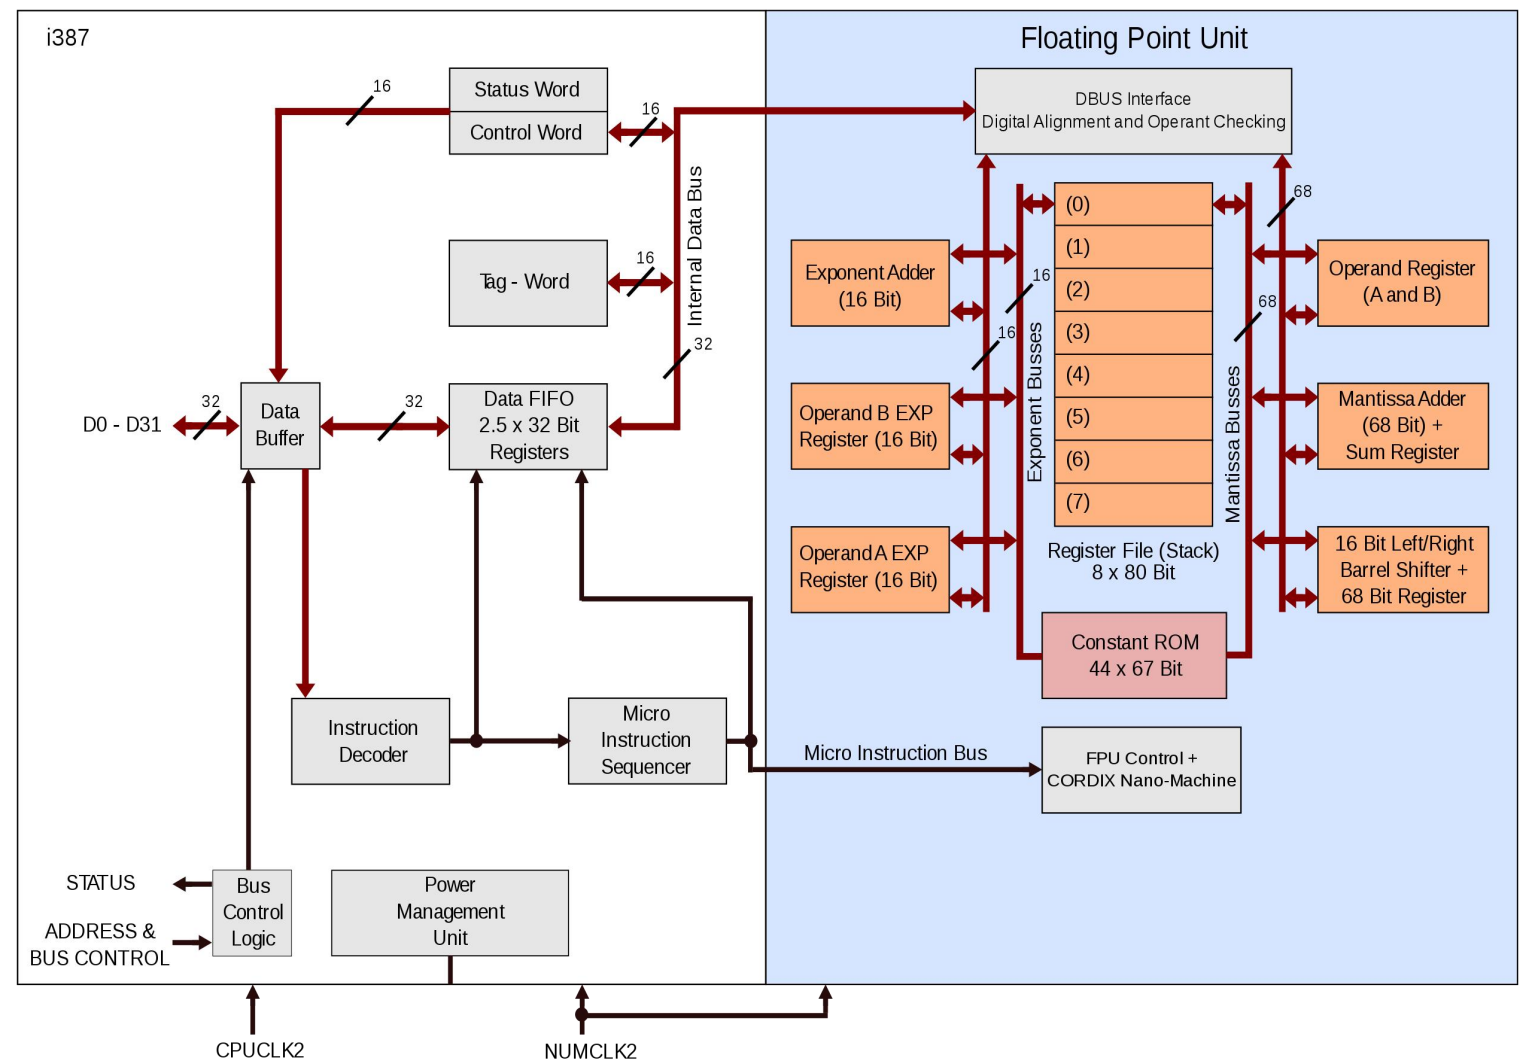 i387
Floating Point Unit
16
Status Word
Control Word
16
DBUS Interface
Digital Alignment and Operant Checking
Internal Data Bus
Tag - Word
16
32
Exponent Adder
(16 Bit)
16
16
Exponent Busses
(0)
(1)
(2)
(3)
(4)
(5)
(6)
(7)
68
68
Mantissa Busses
Operand Register
(A and B)
D0 - D31
32
Data
Buffer
32
Data FIFO
2.5 x 32 Bit
Registers
Operand B EXP
Register (16 Bit)
Mantissa Adder
(68 Bit) +
Sum Register
Operand A EXP
Register (16 Bit)
Register File (Stack)
8 x 80 Bit
16 Bit Left/Right
Barrel Shifter +
68 Bit Register
Constant ROM
44 x 67 Bit
Instruction
Decoder
Micro
Instruction
Sequencer
Micro Instruction Bus
FPU Control +
CORDIX Nano-Machine
STATUS
ADDRESS &
BUS CONTROL
Bus
Control
Logic
Power
Management
Unit
CPUCLK2
NUMCLK2